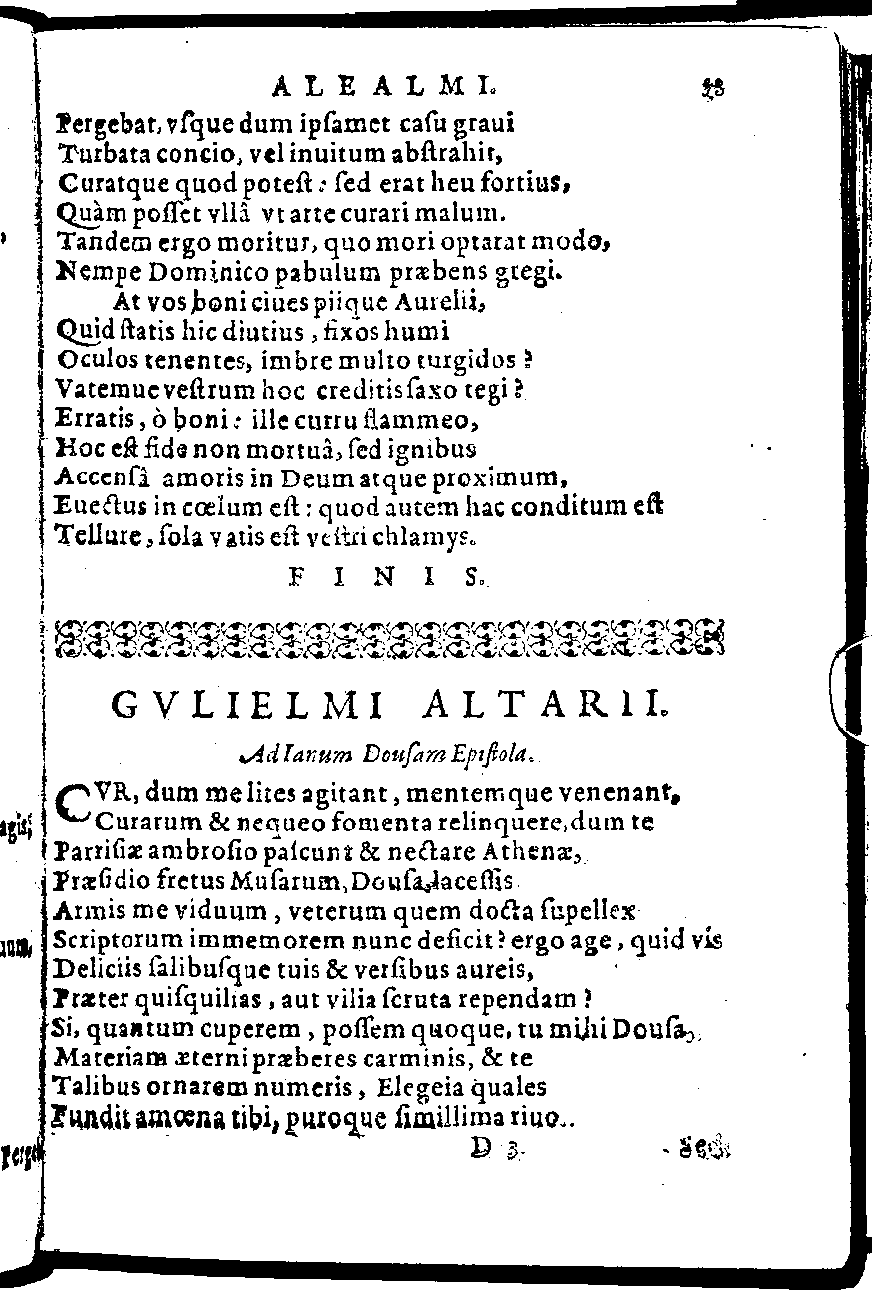 ALEALMI.
Pergebat, vſque dum ipſamet caſu graui
Turbata concio, vel inuitum abſtrahit,
Curatque quod poteſt: ſed erat heu fortius,
Quàm poſſet vllâ vt arte curari malum.
Tandem ergo moritur, quo mori optarat modo,
Nempe Dominico pabulum præbens gregi.
At vos boni ciues piique Aurelii,
Quid ſtatis hic diutius, fixos humi
Oculos tenentes, imbre multo turgidos?
Vatemue veſtrum hoc creditis ſaxo tegi?
Erratis, ò boni: ille curru flammeo,
Hoc eſt fide non mortuâ, ſed ignibus
Accenſâ amoris in Deum atque proximum,
Euectus in cœlum eſt: quod autem hac conditum eſt
Tellure, ſola vatis eſt veſtri chlamys.
FINIS.
GVLIELMI ALTARII.
Ad Ianum Douſam Epiſtola.
CVR, dum me lites agitant, mentemque venenant,
Curarum & nequeo fomenta relinquere, dum te
Parriſiæ ambroſio paſcunt & nectare Athenæ,
Præſidio fretus Muſarum, Douſa, laceſſis
Armis me viduum, veterum quem docta ſupellex
Scriptorum immemorem nunc deficit? ergo age, quid vis
Deliciis ſalibuſque tuis & verſibus aureis,
Præter quiſquilias, aut vilia ſcruta rependam?
Si, quantum cuperem, poſſem quoque, tu mihi Douſa,
Materiam æterni præberes carminis, & te
Talibus ornarem numeris, Elegeia quales
Fundit amœna tibi, puroque ſimillima riuo.
D 3. Sed,